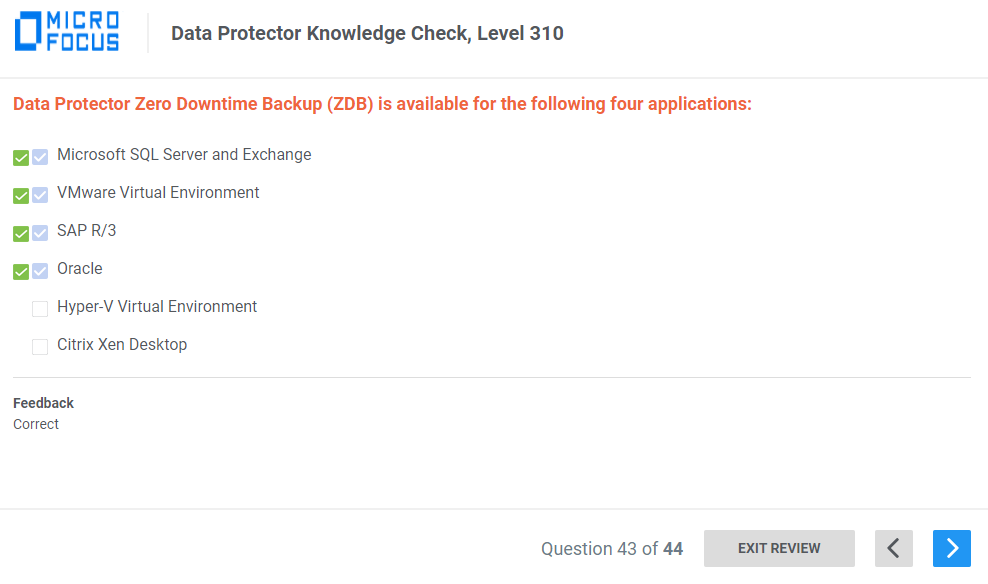 MICRO
FOCUS
Data Protector Knowledge Check, Level 310
Data Protector Zero Downtime Backup (ZDB) is available for the following four applications:
Microsoft SQL Server and Exchange
VMware Virtual Environment
SAP R/3
Oracle
Hyper-V Virtual Environment
Citrix Xen Desktop
Feedback
Correct
Question 43 of 44
EXIT REVIEW